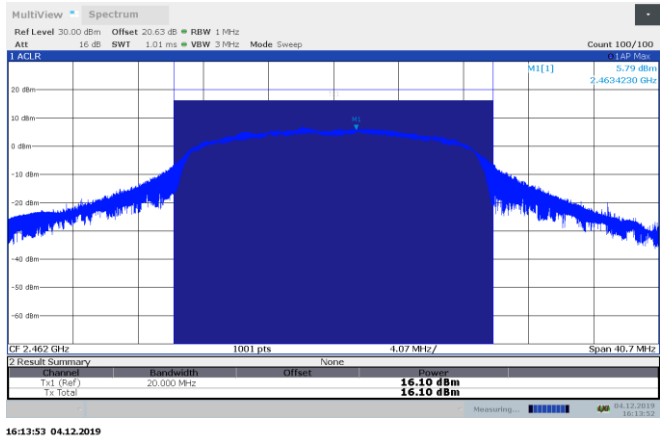 MultiView Spectrum
Ref Level 30.00 dBm Offset 20.63 dB RBW 1 MHz
Att 16 dB SWT 1.01 ms VBW 3 MHz Mode Sweep Count 100/100
1 ACLR 1AP Max
M1[1] 5.79 dBm
2.4634230 GHz
20 dBm
10 dBm
M1
0 dBm
-10 dBm
-20 dBm
-40 dBm
-50 dBm
-60 dBm
CF 2.462 GHz 1001 pts 4.07 MHz/ Span 40.7 MHz
2 Result Summary None
Channel Bandwidth Offset Power
Tx1 (Ref) 20.000 MHz 16.10 dBm
Tx Total 16.10 dBm
Measuring... 04.12.2019
16:13:52
16:13:53 04.12.2019